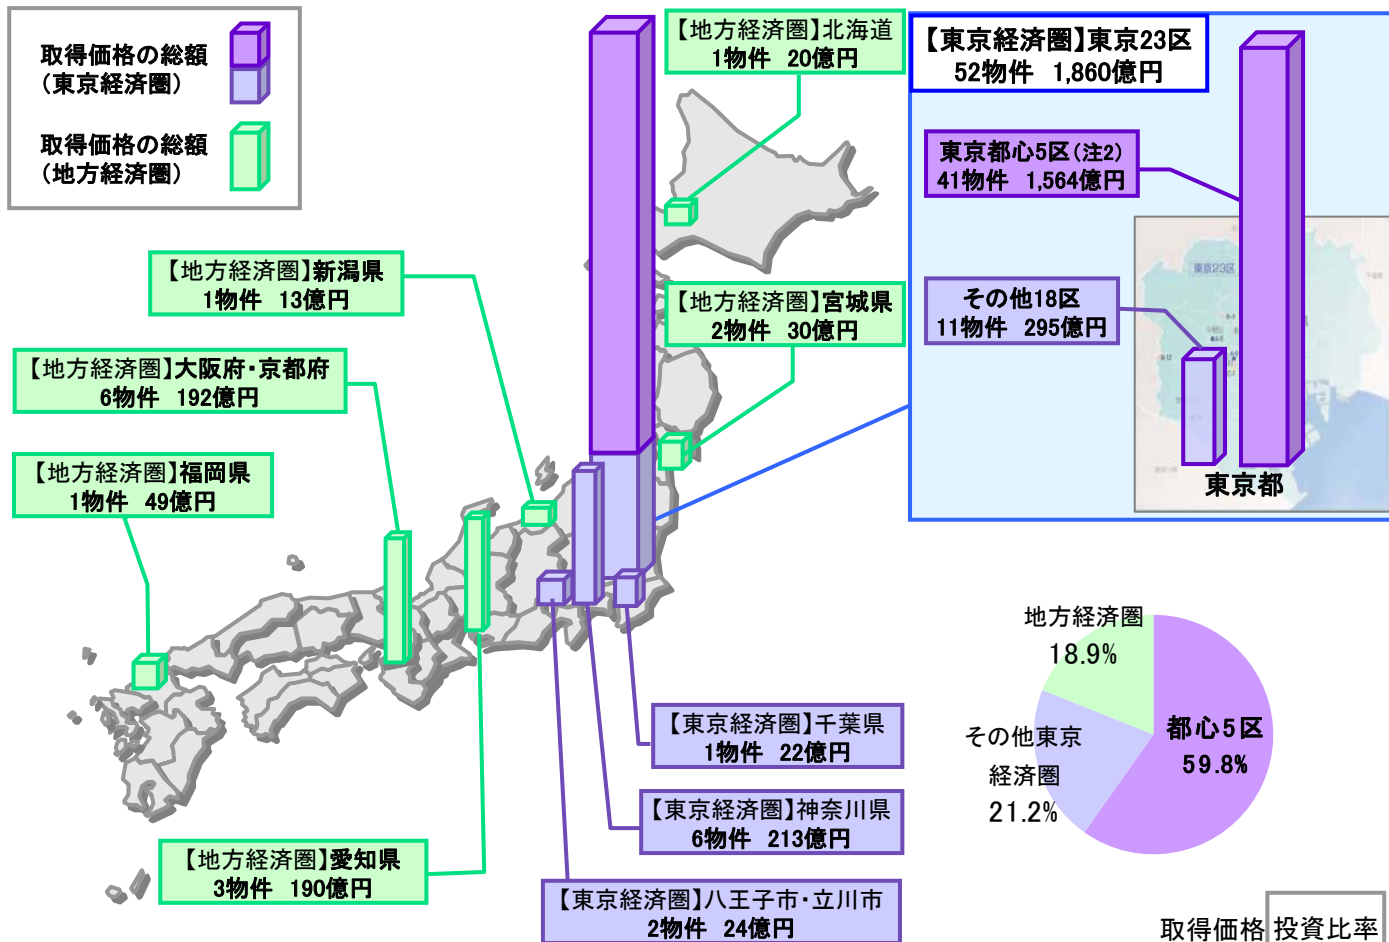 取得価格の総額
（東京経済圏）
取得価格の総額
（地方経済圏）
【地方経済圏】北海道
1物件 20億円
【東京経済圏】東京23区
52物件 1,860億円
東京都心5区（注2）
41物件 1,564億円
その他18区
11物件 295億円
東京23区
東京都
【地方経済圏】新潟県
1物件 13億円
【地方経済圏】宮城県
2物件 30億円
【地方経済圏】大阪府・京都府
6物件 192億円
【地方経済圏】福岡県
1物件 49億円
【東京経済圏】千葉県
1物件 22億円
【東京経済圏】神奈川県
6物件 213億円
【地方経済圏】愛知県
3物件 190億円
【東京経済圏】八王子市・立川市
2物件 24億円
地方経済圏
18.9%
都心5区
59.8%
その他東京
経済圏
21.2%
取得価格
投資比率